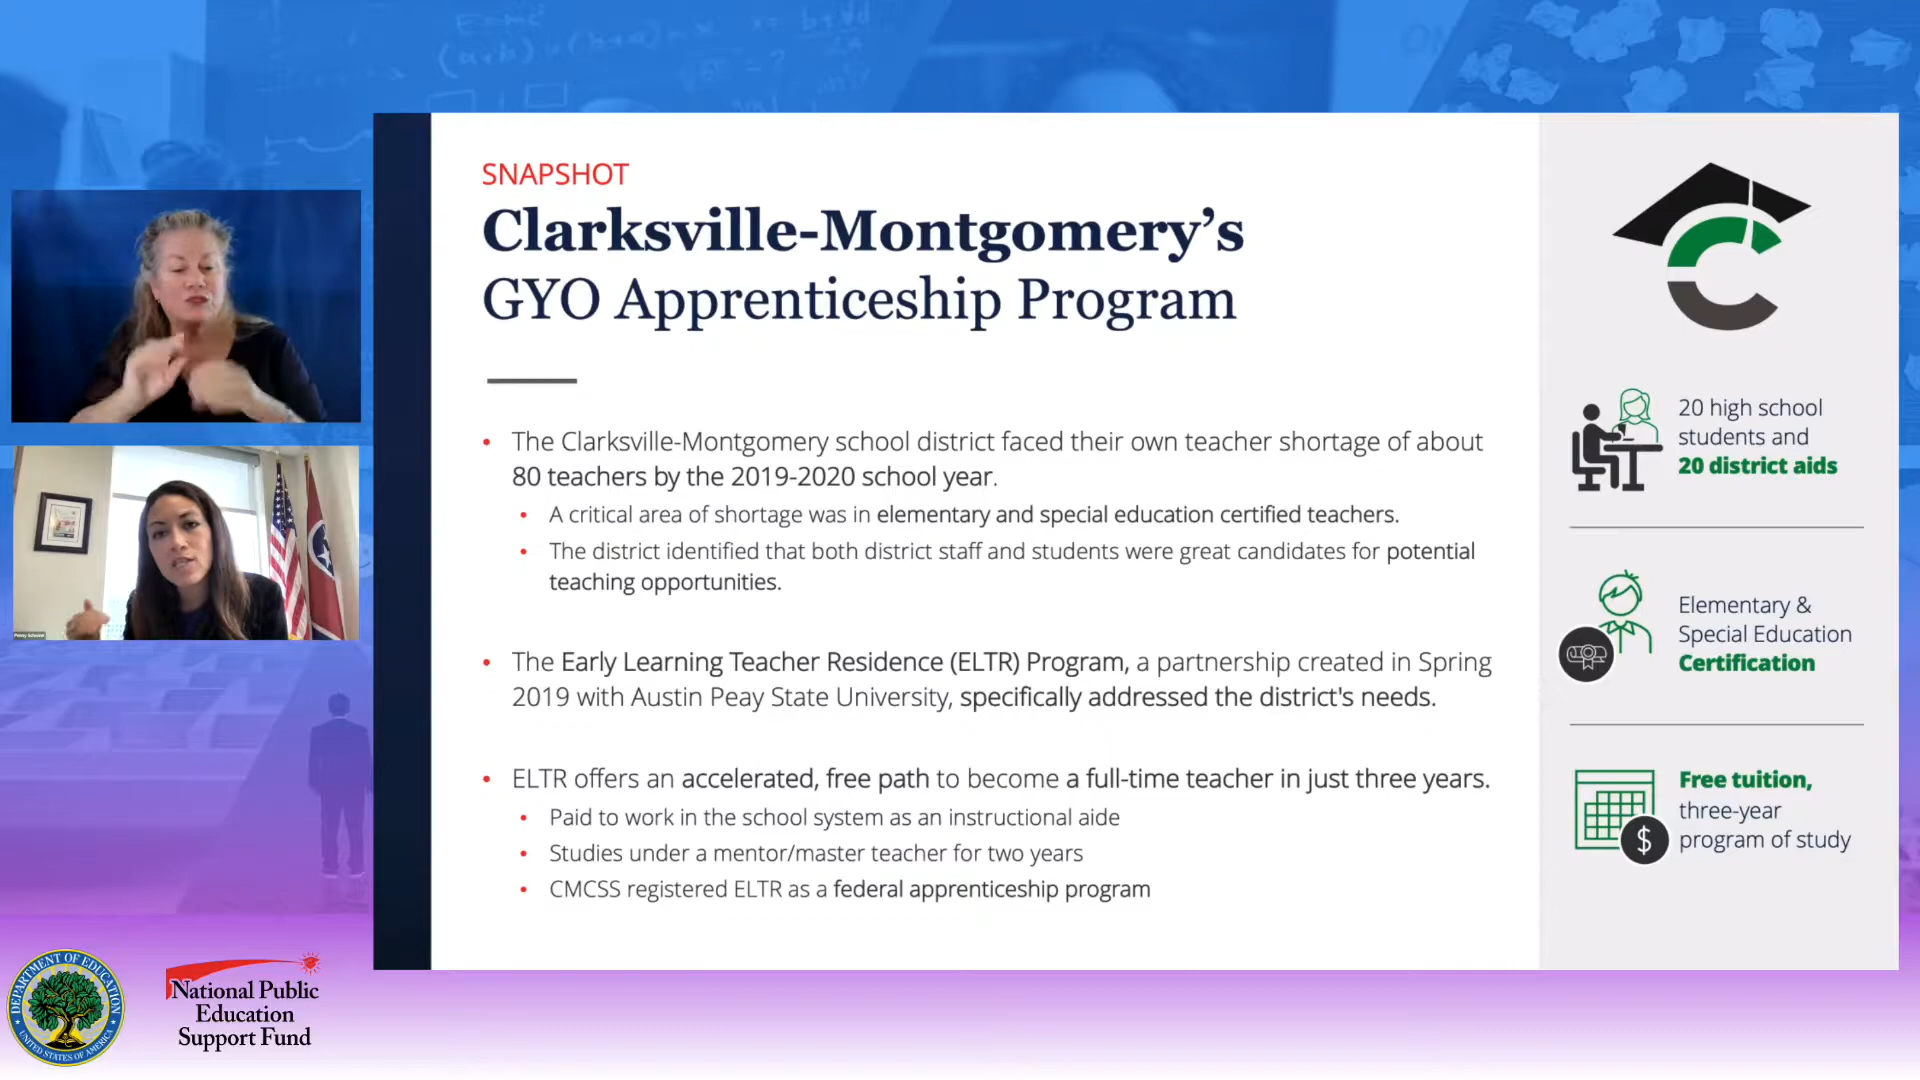 SNAPSHOT
Clarksville-Montgomery’s
GYO Apprenticeship Program
• The Clarksville-Montgomery school district faced their own teacher shortage of about
80 teachers by the 2019-2020 school year.
• A critical area of shortage was in elementary and special education certified teachers.
• The district identified that both district staff and students were great candidates for potential
teaching opportunities.
• The Early Learning Teacher Residence (ELTR) Program, a partnership created in Spring
2019 with Austin Peay State University, specifically addressed the district's needs.
• ELTR offers an accelerated, free path to become a full-time teacher in just three years.
• Paid to work in the school system as an instructional aide
• Studies under a mentor/master teacher for two years
• CMCSS registered ELTR as a federal apprenticeship program
20 high school
students and
20 district aids
Elementary &
Special Education
Certification
Free tuition,
three-year
program of study
$
DEPARTMENT OF EDUCATION
UNITED STATES OF AMERICA
National Public
Education
Support Fund